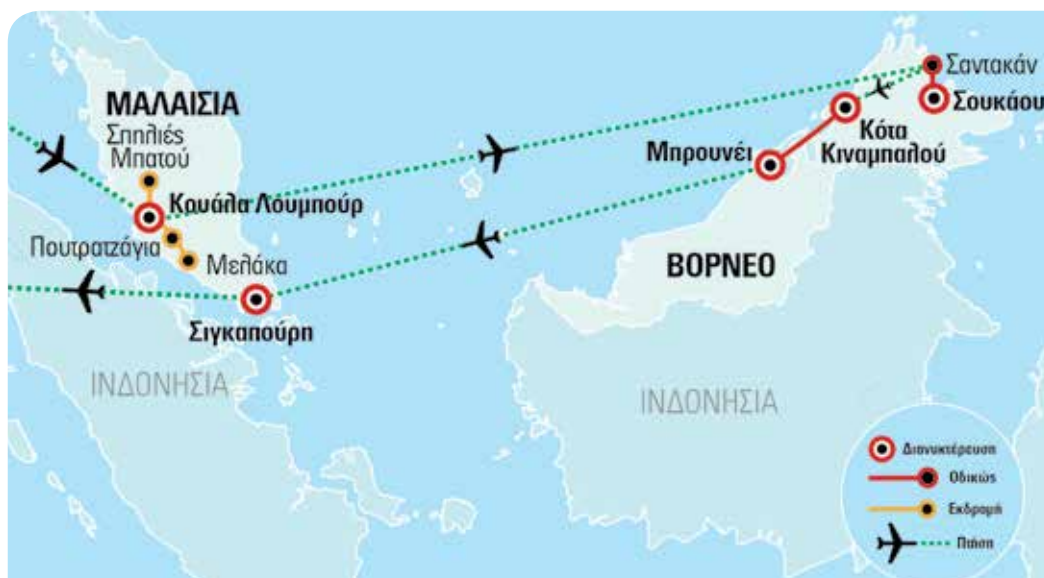 ΜΑΛΑΙΣΙΑ
Σπηλιές
Μπατού
Κουάλα Λουμπούρ
Πουτρατζάγια
Μελάκα
Σιγκαπούρη
ΙΝΔΟΝΗΣΙΑ
Σαντακάν
Σουκάου
Κότα
Κιναμπαλού
Μπρουνέι
ΒΟΡΝΕΟ
ΙΝΔΟΝΗΣΙΑ
Διανυκτέρευση
Οδικώς
Εκδρομή
Πτήση